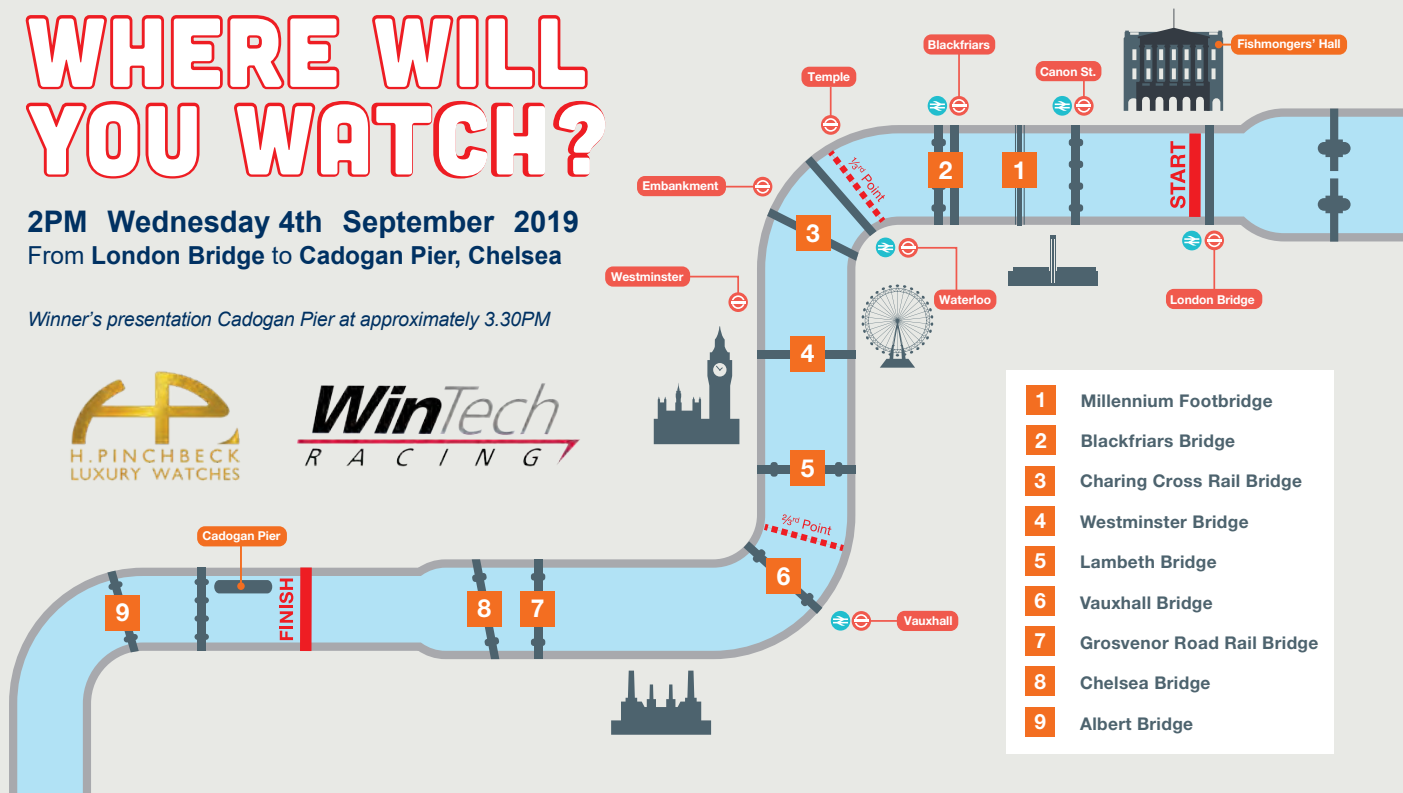 WHERE WILL
YOU WATCH?
2PM Wednesday 4th September 2019
From London Bridge to Cadogan Pier, Chelsea
Winner's presentation Cadogan Pier at approximately 3.30PM
H.PINCHBECK
LUXURY WATCHES
WinTech
RACING
Fishmongers' Hall
Blackfriars
Canon St.
Temple
START
2
1
⅓rd Point
Embankment
3
Westminster
Waterloo
London Bridge
4
5
⅔rd Point
6
Vauxhall
Cadogan Pier
9
FINISH
8
7
1 Millennium Footbridge
2 Blackfriars Bridge
3 Charing Cross Rail Bridge
4 Westminster Bridge
5 Lambeth Bridge
6 Vauxhall Bridge
7 Grosvenor Road Rail Bridge
8 Chelsea Bridge
9 Albert Bridge